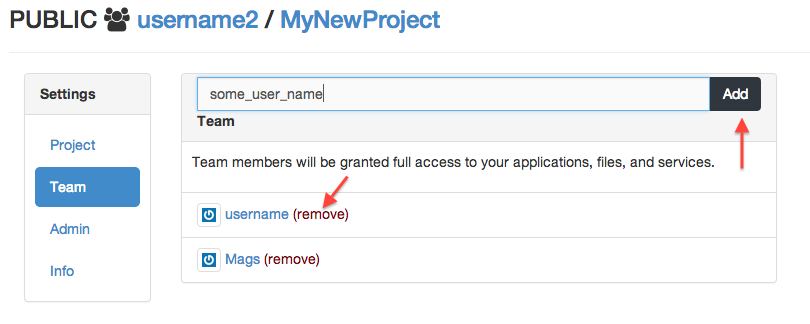 PUBLIC username2 / MyNewProject
Settings
Project
Team
Admin
Info
some_user_name
Add
Team
Team members will be granted full access to your applications, files, and services.
username (remove)
Mags (remove)